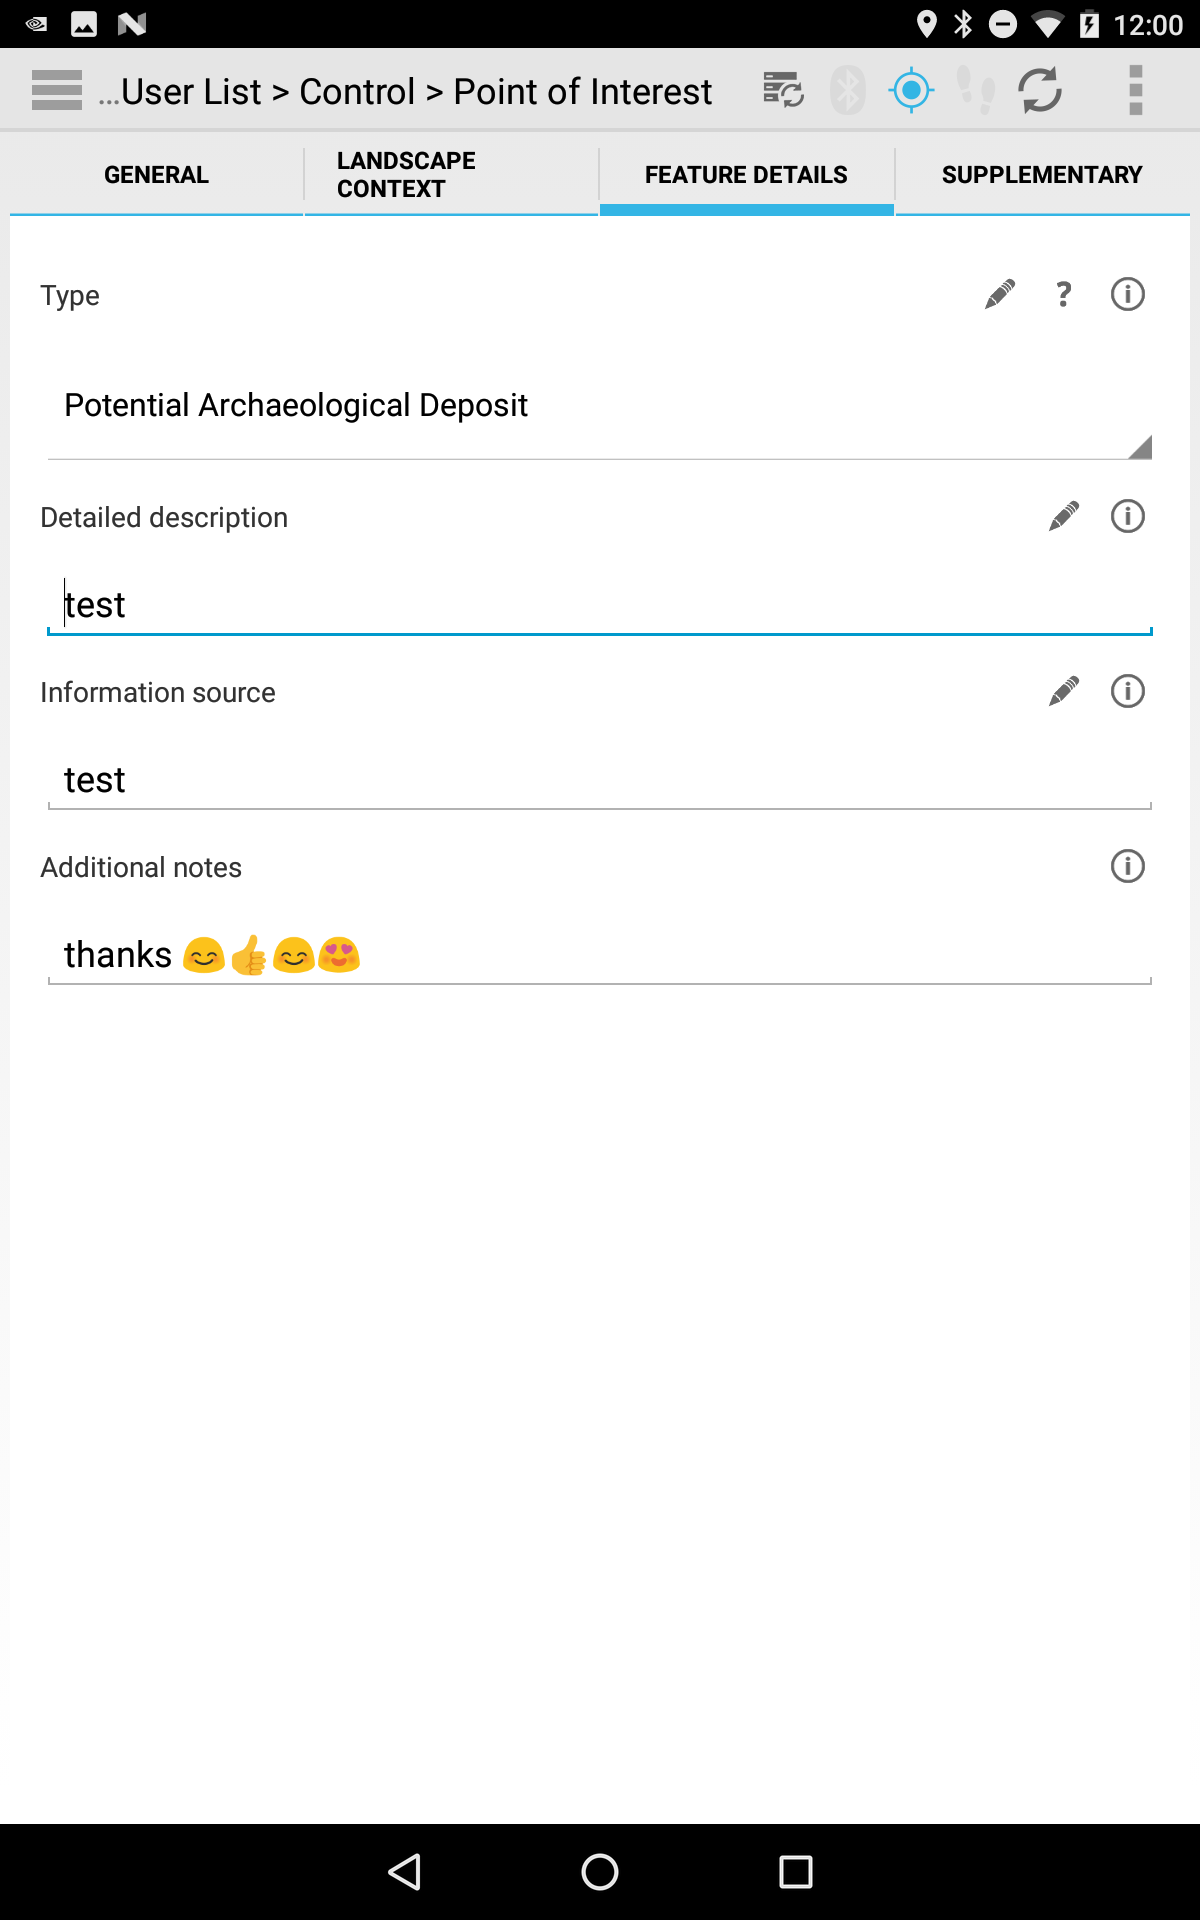 12:00
...User List > Control > Point of Interest
GENERAL
LANDSCAPE
CONTEXT
FEATURE DETAILS
SUPPLEMENTARY
Type
?
Potential Archaeological Deposit
Detailed description
test
Information source
test
Additional notes
thanks 😊👍😊😍